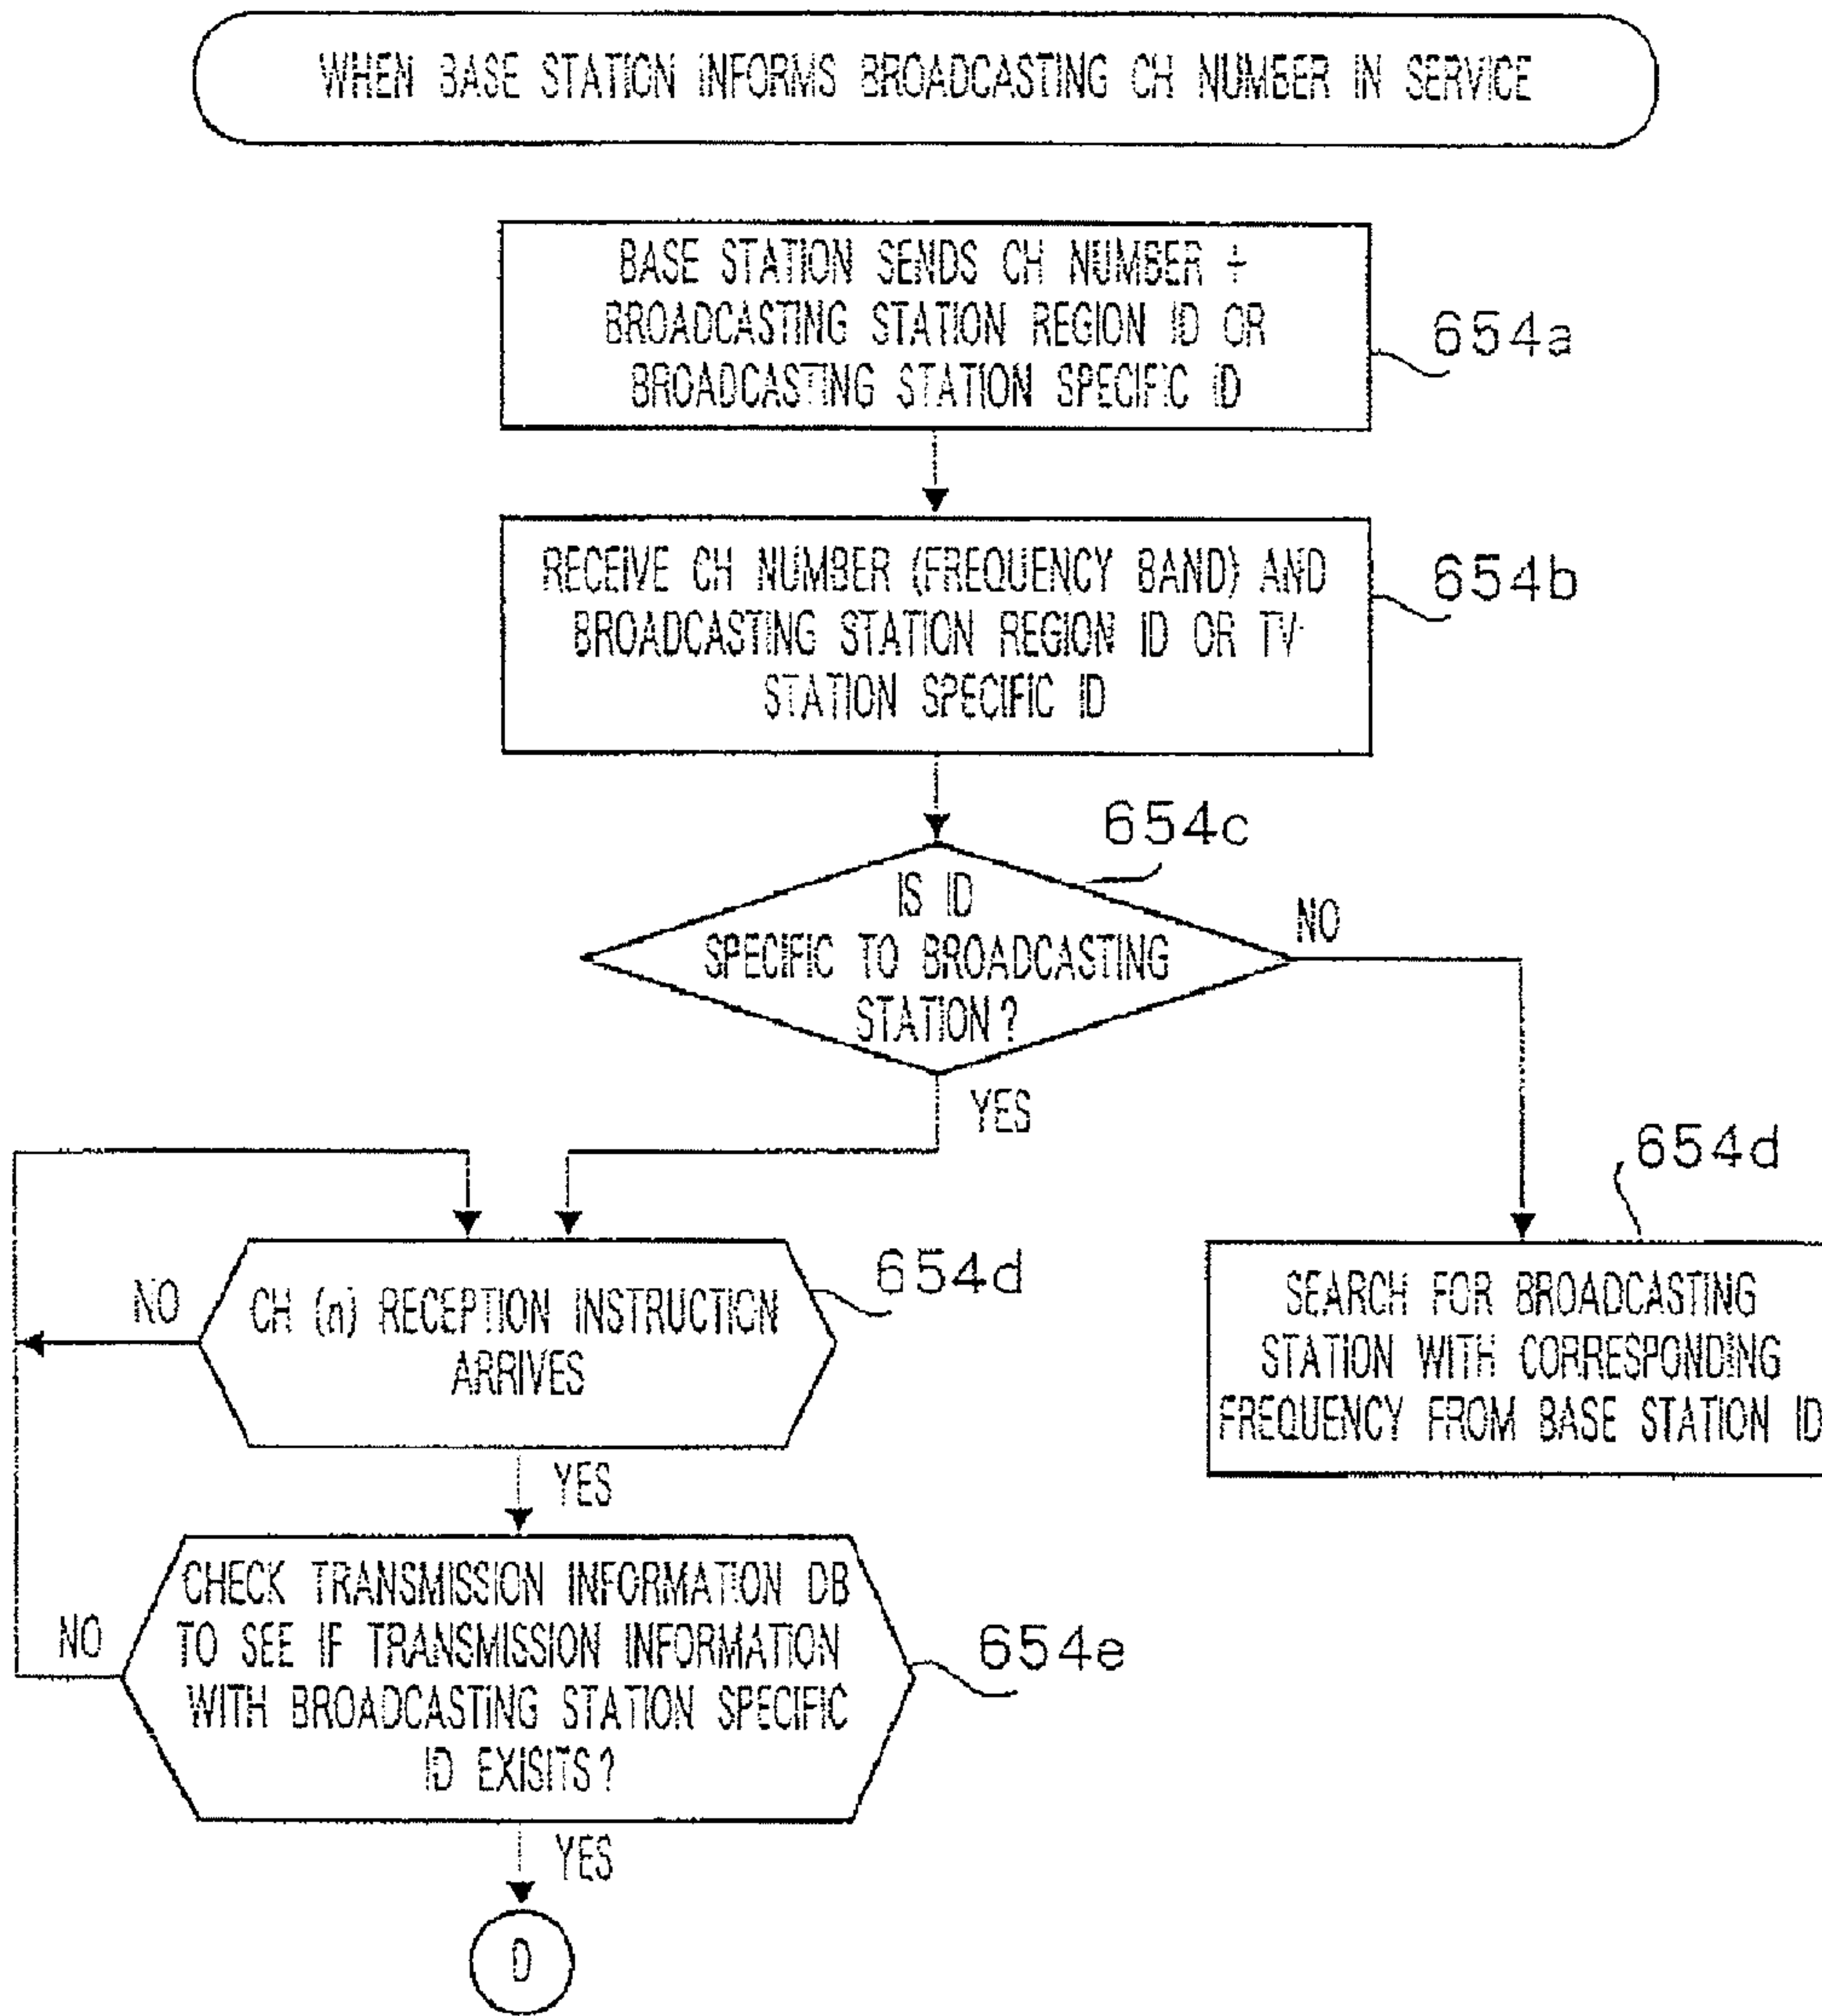 WHEN BASE STATION INFORMS BROADCASTING CH NUMBER IN SERVICE
BASE STATION SENDS CH NUMBER +
BROADCASTING STATION REGION ID OR
BROADCASTING STATION SPECIFIC ID
654a
RECEIVE CH NUMBER (FREQUENCY BAND) AND
BROADCASTING STATION REGION ID OR TV
STATION SPECIFIC ID
654b
654c
IS ID
SPECIFIC TO BROADCASTING
STATION?
NO
YES
654d
SEARCH FOR BROADCASTING
STATION WITH CORRESPONDING
FREQUENCY FROM BASE STATION ID
654d
CH (n) RECEPTION INSTRUCTION
ARRIVES
NO
YES
CHECK TRANSMISSION INFORMATION DB
TO SEE IF TRANSMISSION INFORMATION
WITH BROADCASTING STATION SPECIFIC
ID EXISITS?
NO
654e
YES
D